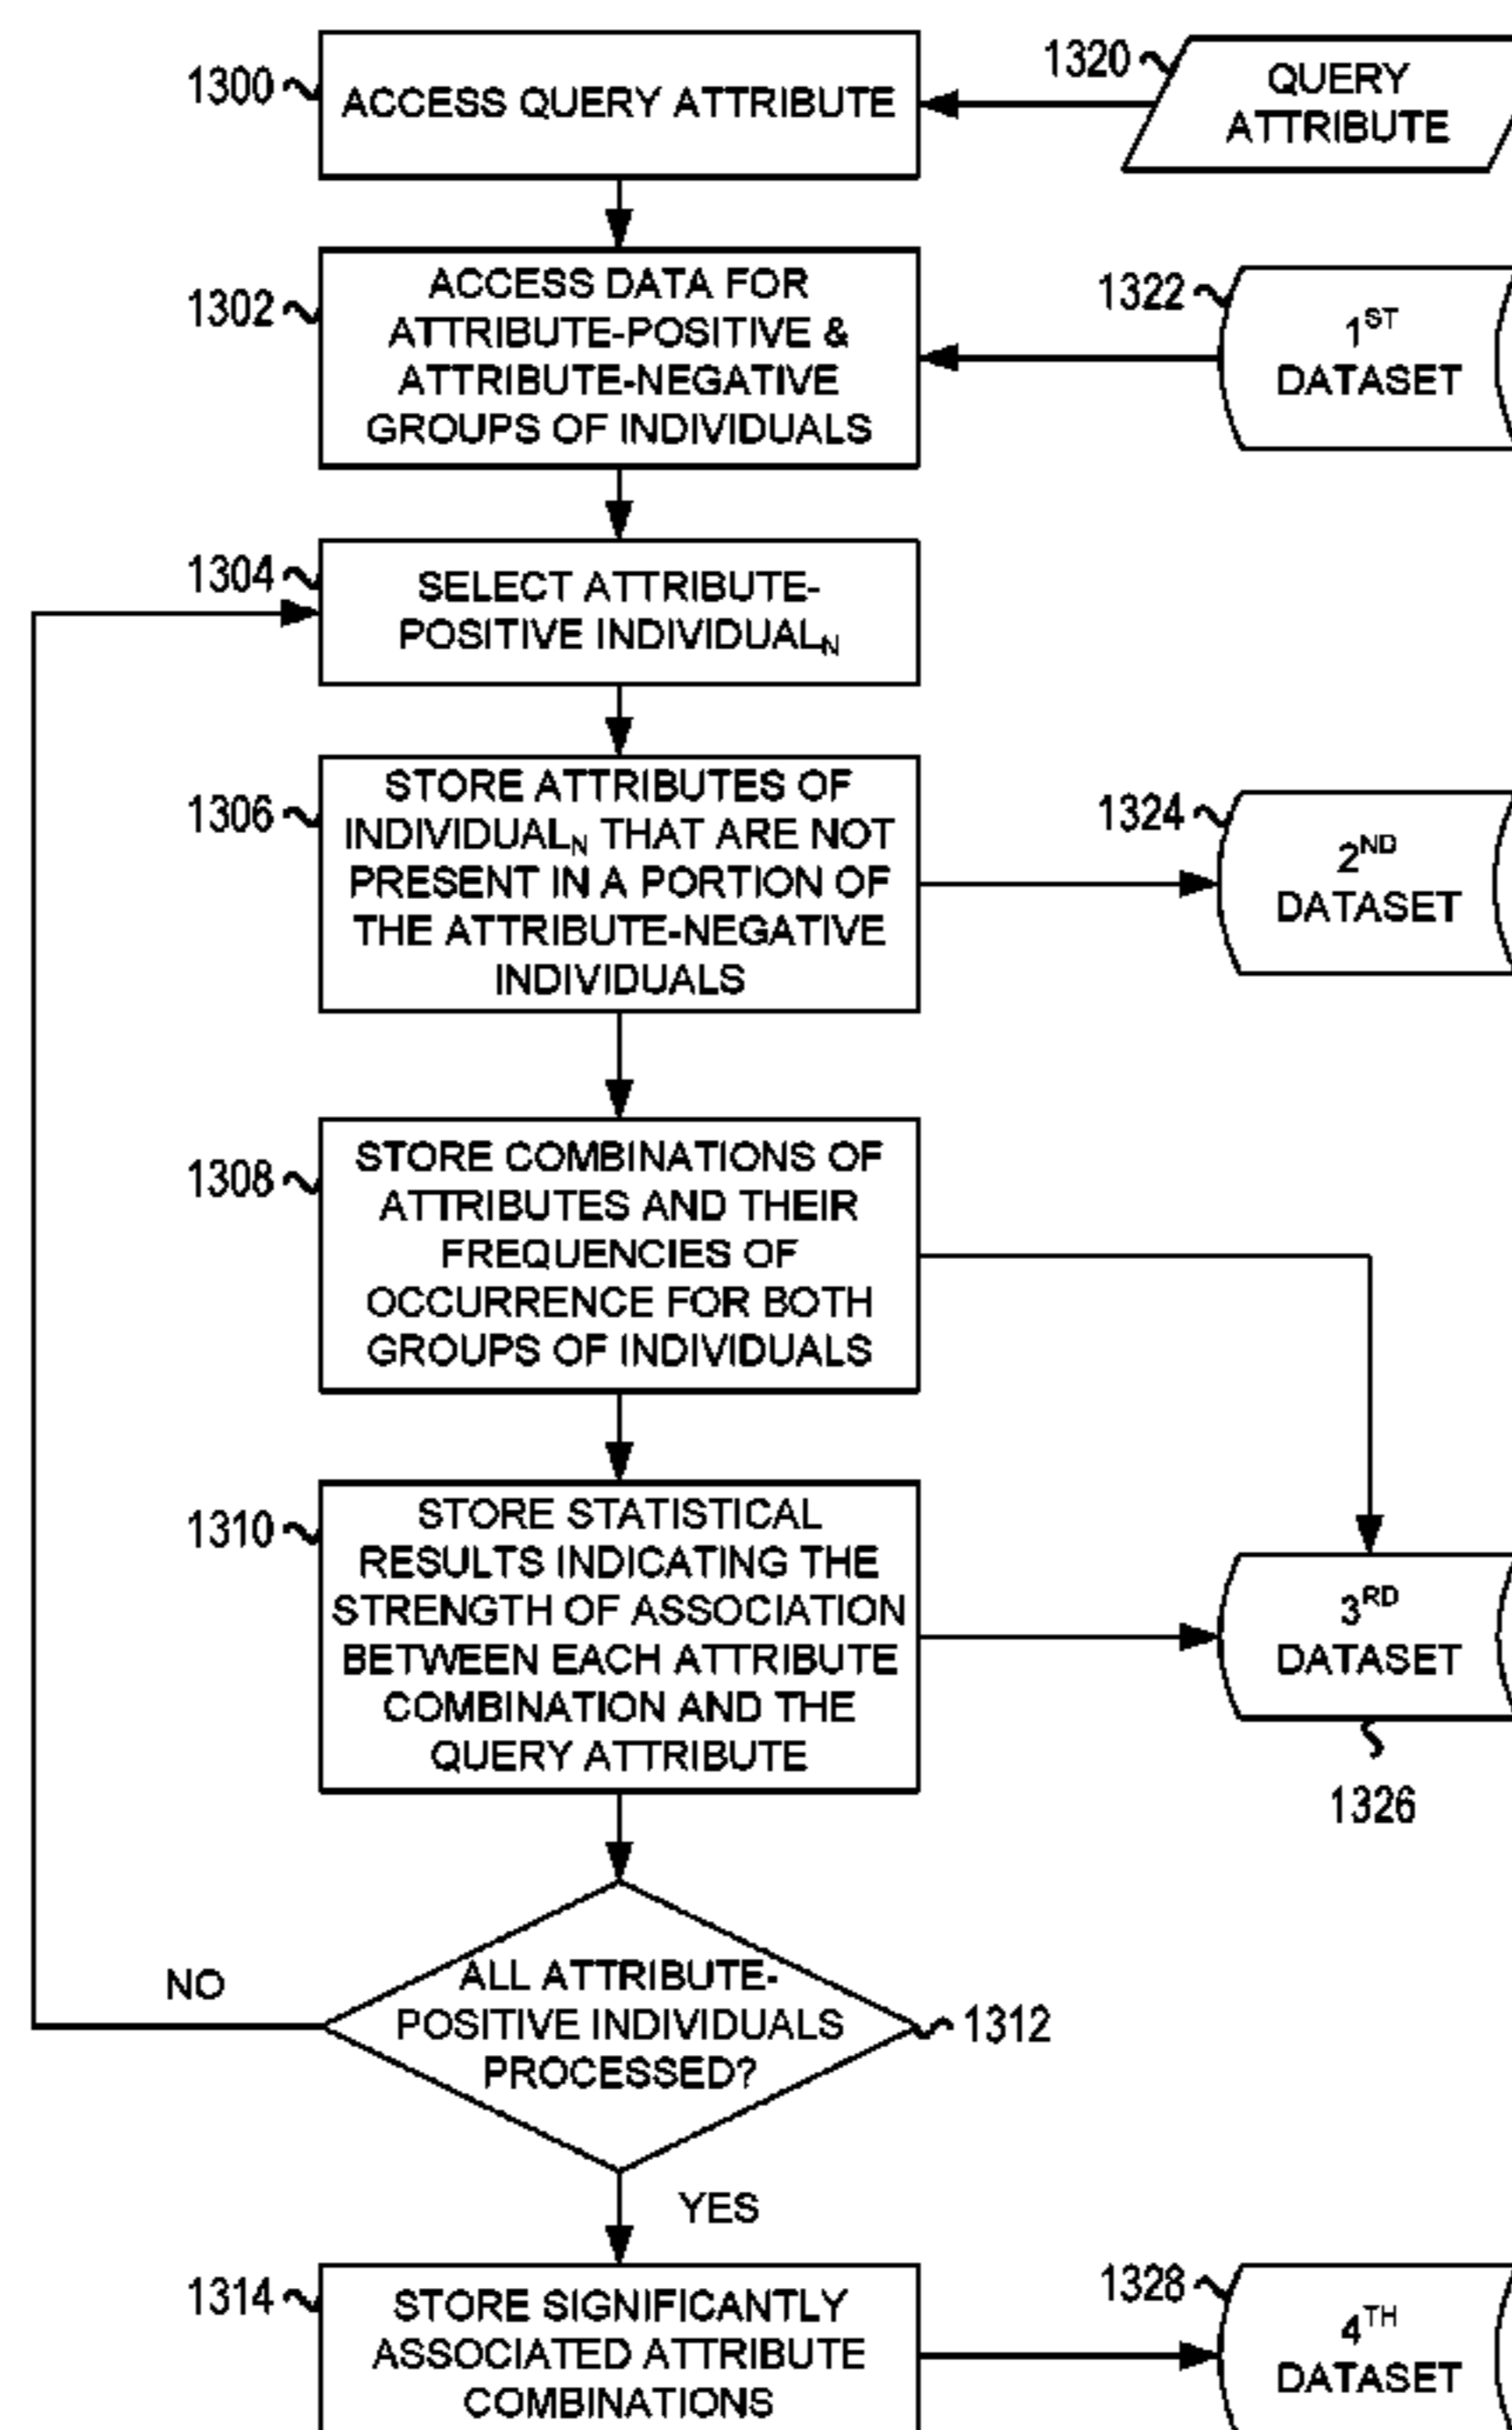 1300
ACCESS QUERY ATTRIBUTE
1320
QUERY
ATTRIBUTE
1302
ACCESS DATA FOR
ATTRIBUTE-POSITIVE &
ATTRIBUTE-NEGATIVE
GROUPS OF INDIVIDUALS
1322
1ST
DATASET
1304
SELECT ATTRIBUTE-
POSITIVE INDIVIDUALN
1306
STORE ATTRIBUTES OF
INDIVIDUALN THAT ARE NOT
PRESENT IN A PORTION OF
THE ATTRIBUTE-NEGATIVE
INDIVIDUALS
1324
2ND
DATASET
1308
STORE COMBINATIONS OF
ATTRIBUTES AND THEIR
FREQUENCIES OF
OCCURRENCE FOR BOTH
GROUPS OF INDIVIDUALS
1310
STORE STATISTICAL
RESULTS INDICATING THE
STRENGTH OF ASSOCIATION
BETWEEN EACH ATTRIBUTE
COMBINATION AND THE
QUERY ATTRIBUTE
3RD
DATASET
1326
ALL ATTRIBUTE-
POSITIVE INDIVIDUALS
PROCESSED?
NO
1312
YES
1314
STORE SIGNIFICANTLY
ASSOCIATED ATTRIBUTE
COMBINATIONS
1328
4TH
DATASET